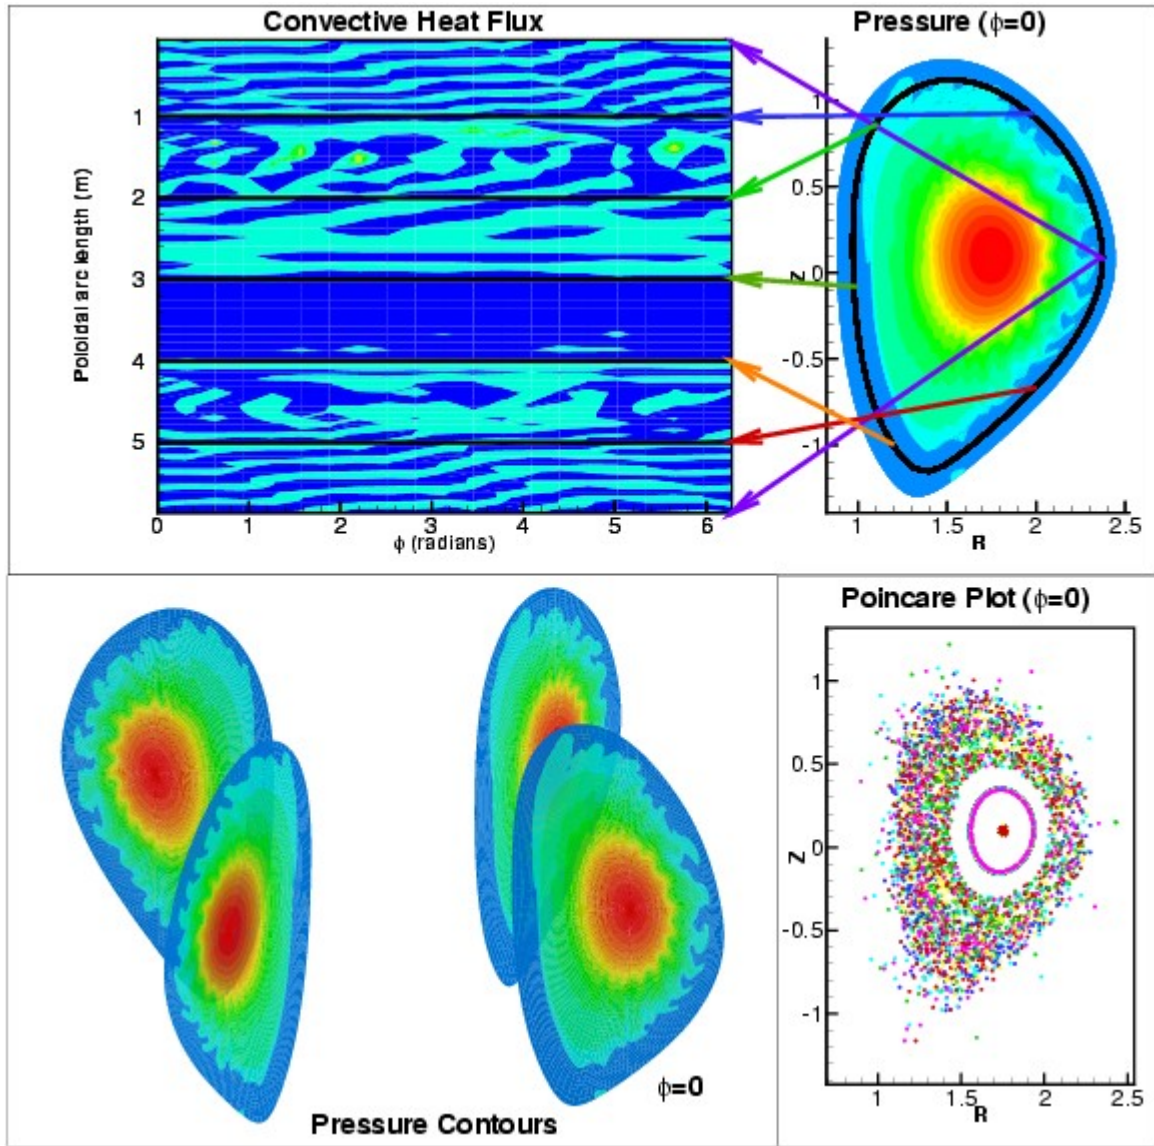 Convective Heat Flux
Pressure (ϕ=0)
Poloidal arc length (m)
1
2
3
4
5
0
1
2
3
4
5
6
ϕ (radians)
1
0.5
0
-0.5
-1
Z
1
1.5
2
2.5
R
ϕ=0
Pressure Contours
Poincare Plot (ϕ=0)
1
0.5
0
-0.5
-1
Z
1
1.5
2
2.5
R